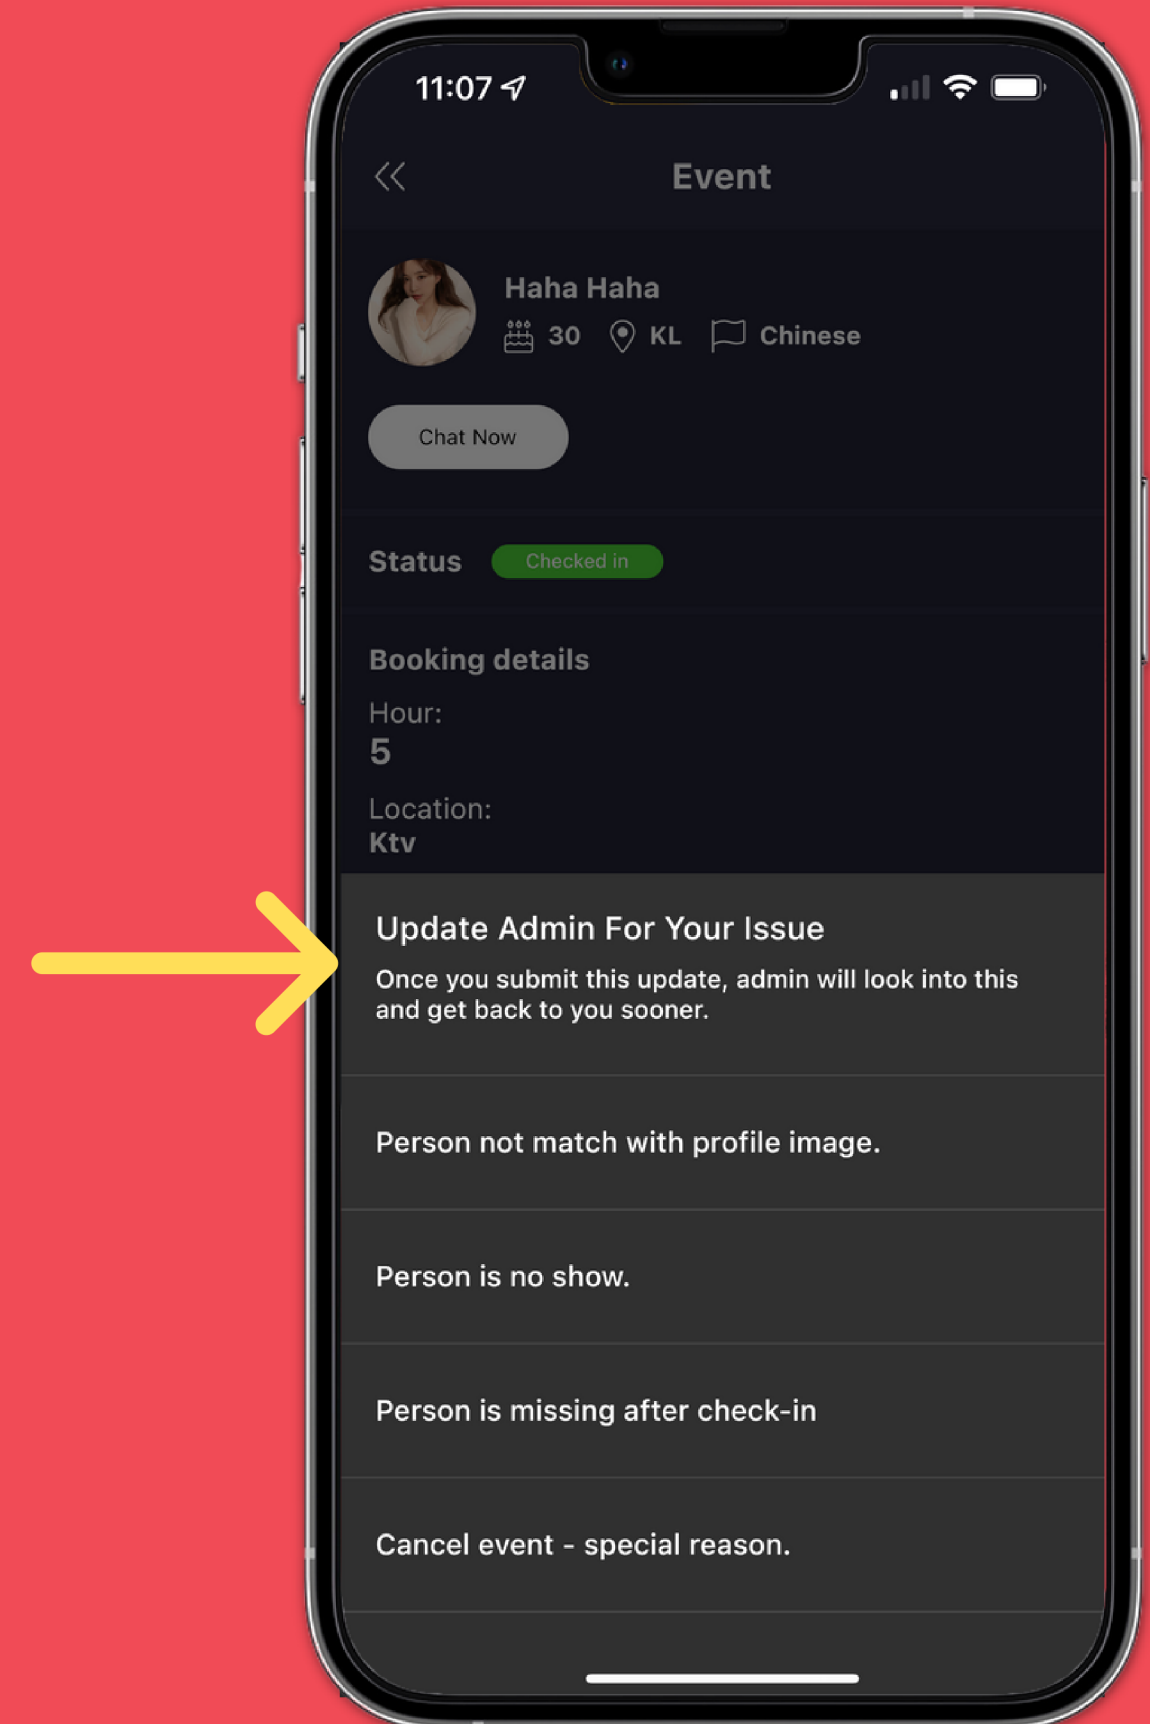 11:07
Event
Haha Haha
30 KL Chinese
Chat Now
Status Checked in
Booking details
Hour:
5
Location:
Ktv
Update Admin For Your Issue
Once you submit this update, admin will look into this
and get back to you sooner.
Person not match with profile image.
Person is no show.
Person is missing after check-in
Cancel event - special reason.